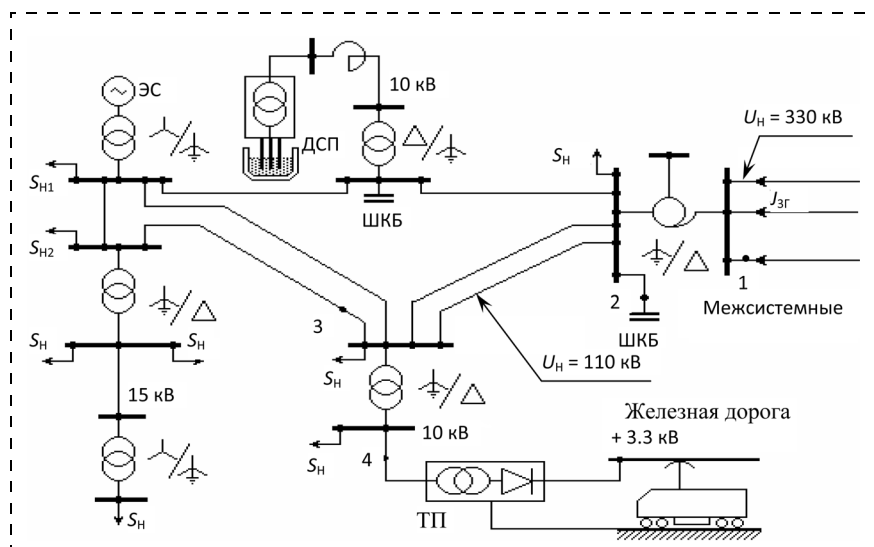 ЭС
10 кВ
Uн = 330 кВ
ДСП
Sн
Sн1
ШКБ
Jзг
Sн2
1
2
Межсистемные
3
ШКБ
Sн
Sн
Sн
Uн = 110 кВ
15 кВ
Железная дорога
10 кВ
+ 3.3 кВ
Sн
4
ТП
Sн